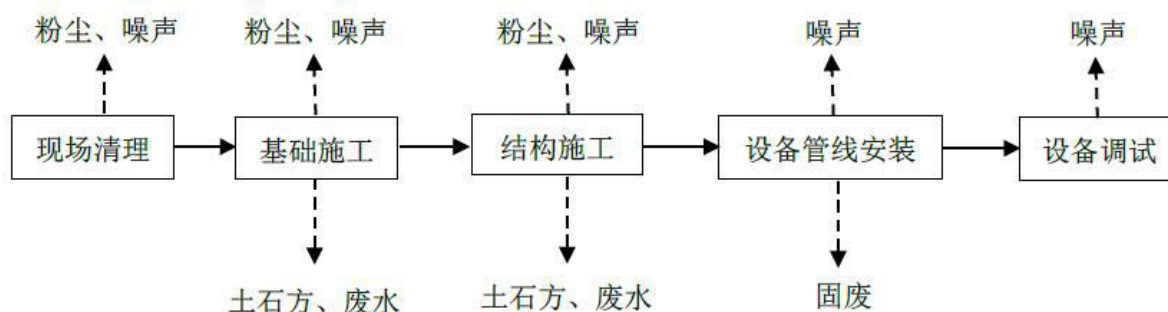 粉尘、噪声
粉尘、噪声
粉尘、噪声
噪声
噪声
现场清理
基础施工
结构施工
设备管线安装
设备调试
土石方、废水
土石方、废水
固废